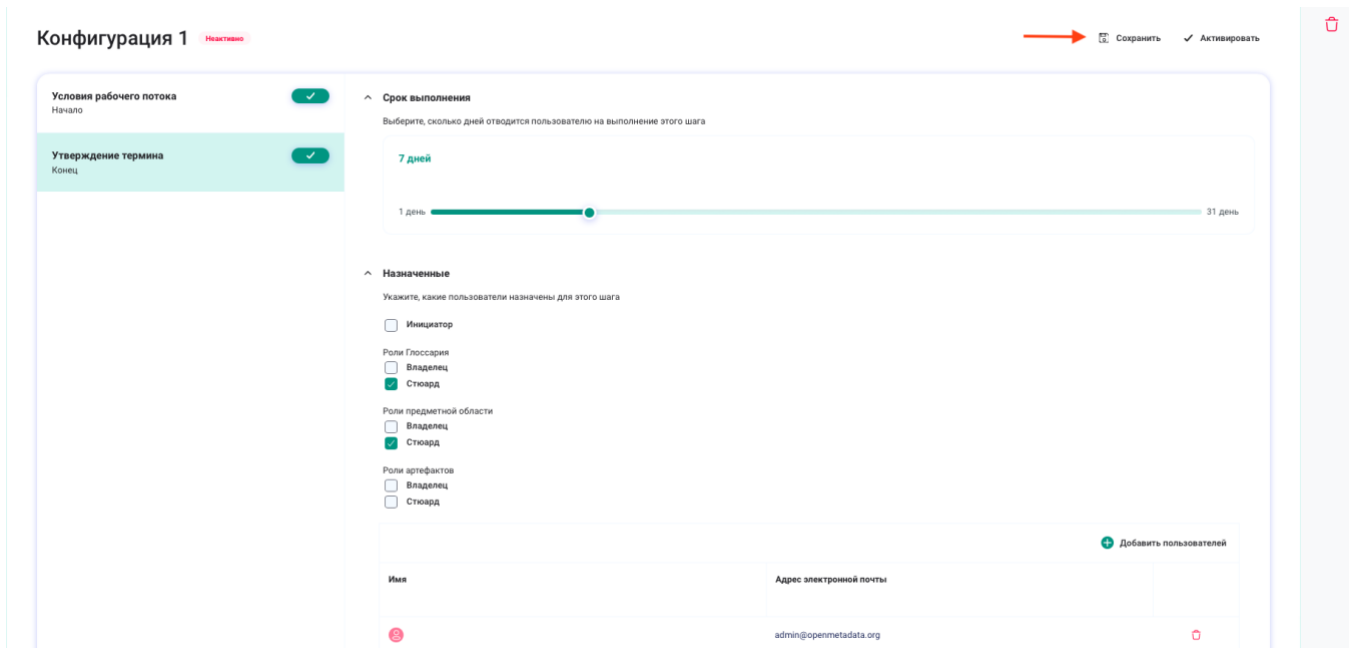 Конфигурация 1 Неактивно
Сохранить Активировать
Условия рабочего потока
Начало
Утверждение термина
Конец
Срок выполнения
Выберите, сколько дней отводится пользователю на выполнение этого шага
7 дней
1 день 31 день
Назначенные
Укажите, какие пользователи назначены для этого шага
Инициатор
Роли Глоссария
Владелец
Стюард
Роли предметной области
Владелец
Стюард
Роли артефактов
Владелец
Стюард
Добавить пользователей
Имя Адрес электронной почты
admin@openmetadata.org